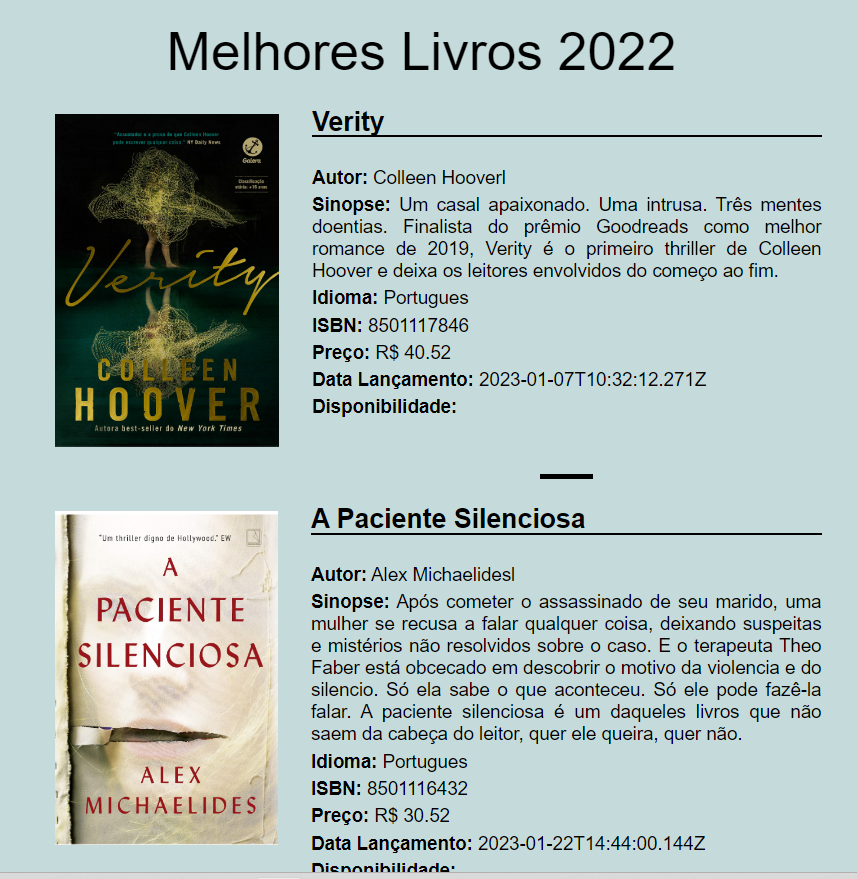 Melhores Livros 2022
"Devastador e a prova de que Colleen Hoover
pode escrever qualquer coisa." NY Daily News
Galera
Classificação
etária: +18 anos
Verity
COLLEEN
HOOVER
Autora best-seller do New York Times
Verity
Autor: Colleen Hooverl
Sinopse: Um casal apaixonado. Uma intrusa. Três mentes
doentias. Finalista do prêmio Goodreads como melhor
romance de 2019, Verity é o primeiro thriller de Colleen
Hoover e deixa os leitores envolvidos do começo ao fim.
Idioma: Portugues
ISBN: 8501117846
Preço: R$ 40.52
Data Lançamento: 2023-01-07T10:32:12.271Z
Disponibilidade:
"Um thriller digno de Hollywood." EW
A
PACIENTE
SILENCIOSA
ALEX
MICHAELIDES
A Paciente Silenciosa
Autor: Alex Michaelidesl
Sinopse: Após cometer o assassinado de seu marido, uma
mulher se recusa a falar qualquer coisa, deixando suspeitas
e mistérios não resolvidos sobre o caso. E o terapeuta Theo
Faber está obcecado em descobrir o motivo da violencia e do
silencio. Só ela sabe o que aconteceu. Só ele pode fazê-la
falar. A paciente silenciosa é um daqueles livros que não
saem da cabeça do leitor, quer ele queira, quer não.
Idioma: Portugues
ISBN: 8501116432
Preço: R$ 30.52
Data Lançamento: 2023-01-22T14:44:00.144Z
Disponibilidade: